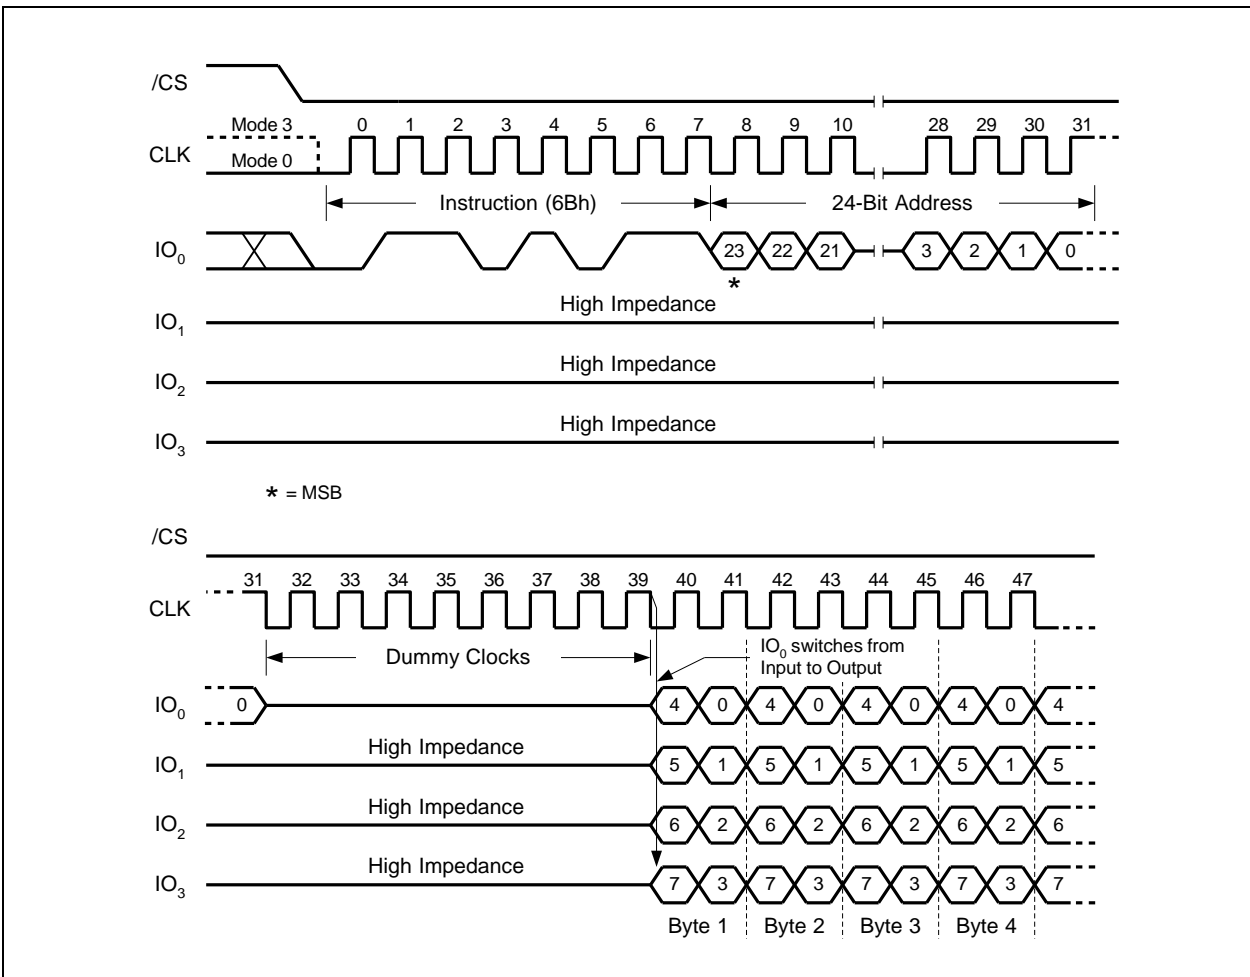 /CS
Mode 3 0 1 2 3 4 5 6 7 8 9 10 28 29 30 31
CLK
Mode 0
Instruction (6Bh) 24-Bit Address
IO0 23 22 21 3 2 1 0
*
High Impedance
IO1
High Impedance
IO2
High Impedance
IO3
* = MSB
/CS
31 32 33 34 35 36 37 38 39 40 41 42 43 44 45 46 47
CLK
Dummy Clocks
IO0 switches from
Input to Output
IO0 0 4 0 4 0 4 0 4 0 4
High Impedance
IO1 5 1 5 1 5 1 5 1 5
High Impedance
IO2 6 2 6 2 6 2 6 2 6
High Impedance
IO3 7 3 7 3 7 3 7 3 7
Byte 1 Byte 2 Byte 3 Byte 4